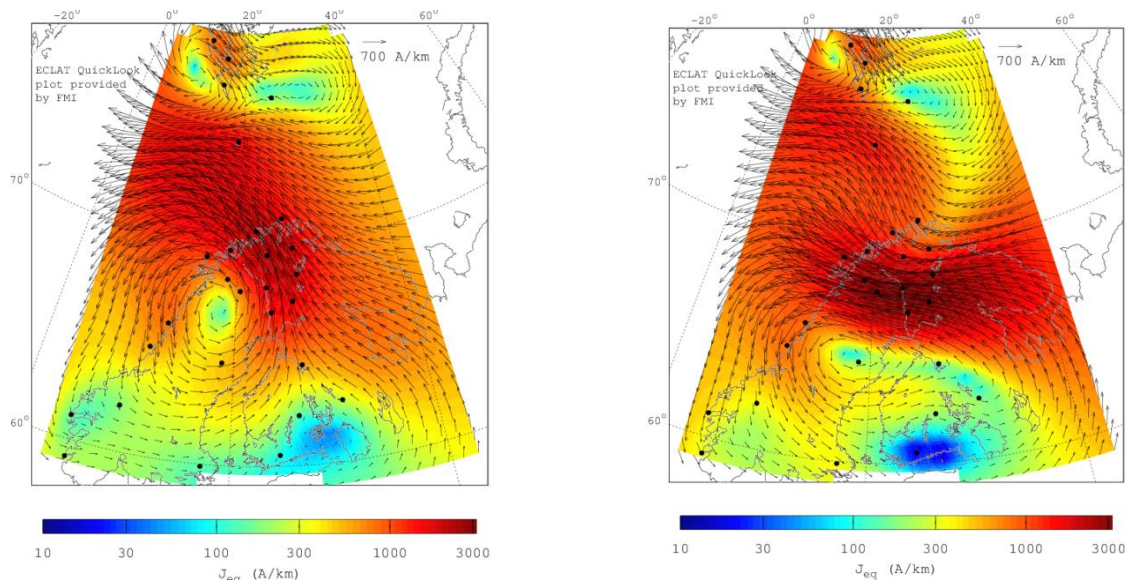 −20° 0° 20° 40° 60°
ECLAT QuickLook
plot provided
by FMI
700 A/km
70°
60°
10 30 100 300 1000 3000
J_eq (A/km)
−20° 0° 20° 40° 60°
ECLAT QuickLook
plot provided
by FMI
700 A/km
70°
60°
10 30 100 300 1000 3000
J_eq (A/km)